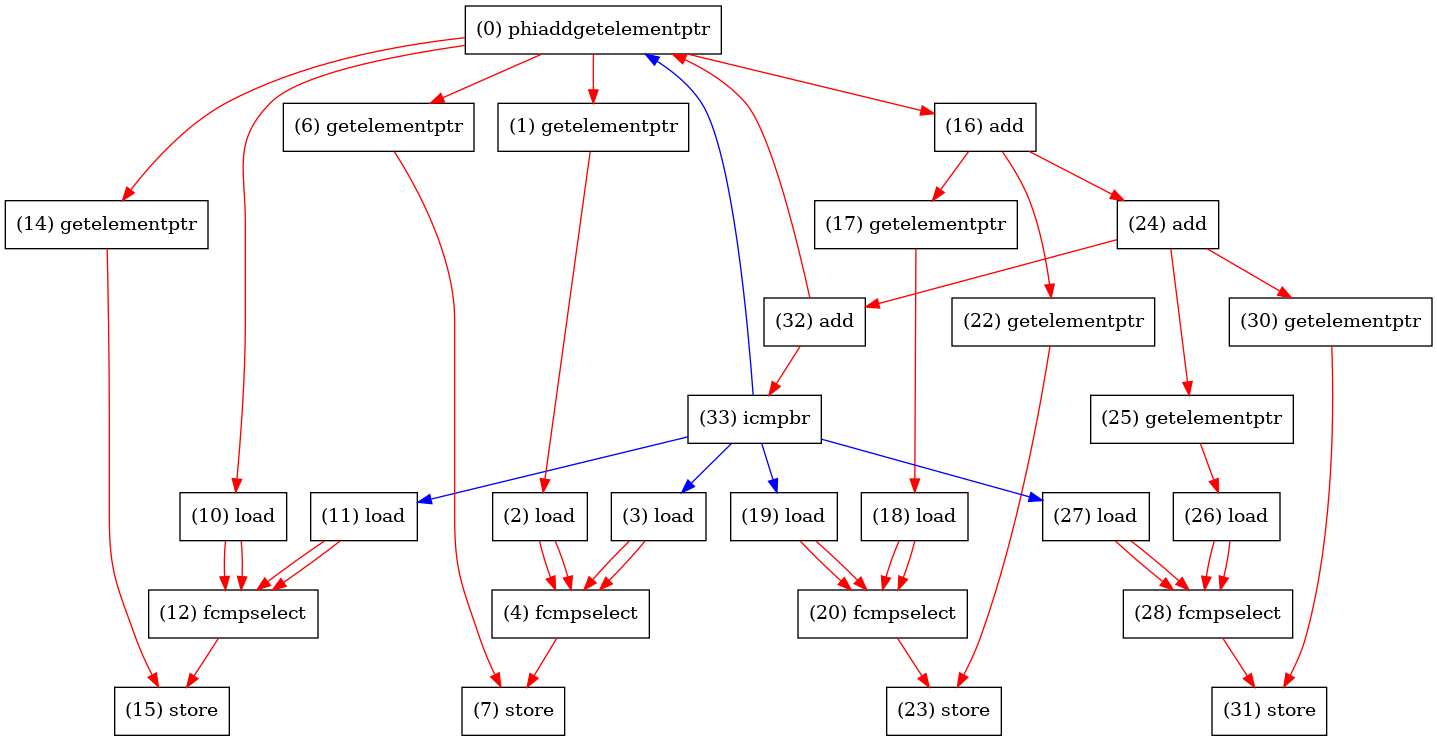 (0) phiaddgetelementptr
(6) getelementptr
(1) getelementptr
(16) add
(14) getelementptr
(17) getelementptr
(24) add
(32) add
(22) getelementptr
(30) getelementptr
(33) icmpbr
(25) getelementptr
(10) load
(11) load
(2) load
(3) load
(19) load
(18) load
(27) load
(26) load
(12) fcmpselect
(4) fcmpselect
(20) fcmpselect
(28) fcmpselect
(15) store
(7) store
(23) store
(31) store